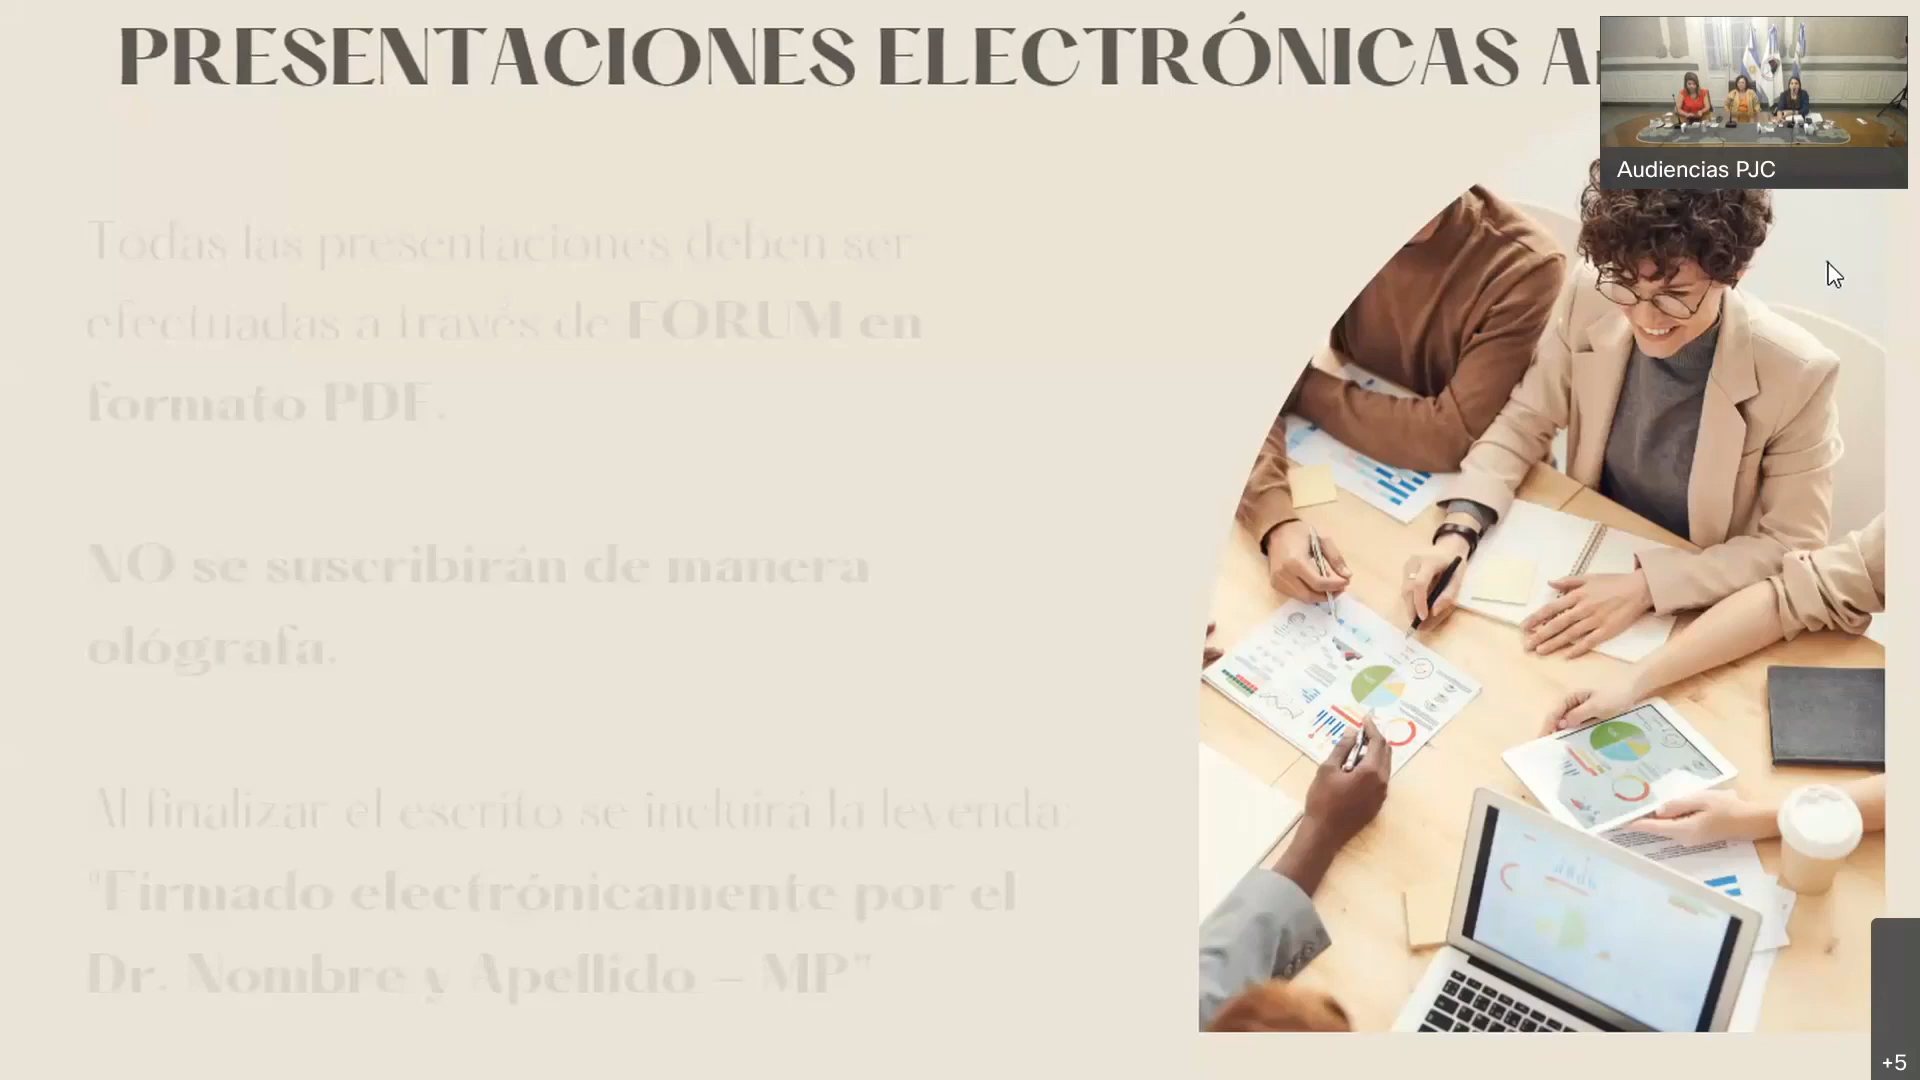 PRESENTACIONES ELECTRÓNICAS A
Audiencias PJC
Todas las presentaciones deben ser
efectuadas a través de FORUM en
formato PDF.
NO se suscribirán de manera
ológrafa.
Al finalizar el escrito se incluirá la leyenda:
"Firmado electrónicamente por el
Dr. Nombre y Apellido – MP"
+5